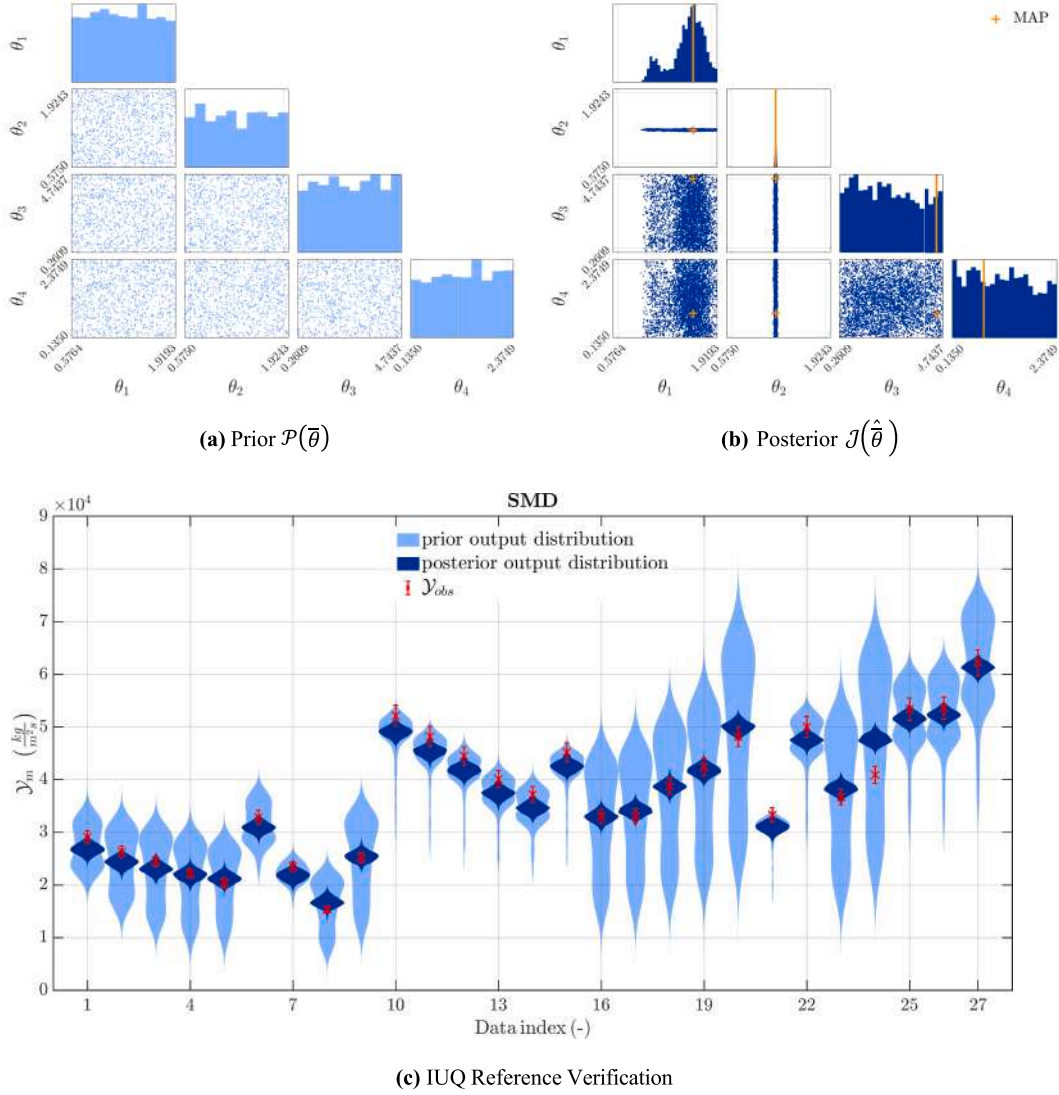 θ1
1.9243
θ2
0.5750
4.7437
θ3
0.2609
2.3749
θ4
0.1350
0.5764
1.9193
0.5750
1.9243
0.2609
4.7437
0.1350
2.3749
θ1
θ2
θ3
θ4
(a) Prior 𝒫(θ̅)
MAP
θ1
1.9243
θ2
0.5750
4.7437
θ3
0.2609
2.3749
θ4
0.1350
0.5764
1.9193
0.5750
1.9243
0.2609
4.7437
0.1350
2.3749
θ1
θ2
θ3
θ4
(b) Posterior 𝒥(θ̅̂)
SMD
×10⁴
prior output distribution
posterior output distribution
𝒴obs
9
8
7
6
5
4
3
2
1
0
𝒴m (kg/m²s)
1 4 7 10 13 16 19 22 25 27
Data index (-)
(c) IUQ Reference Verification